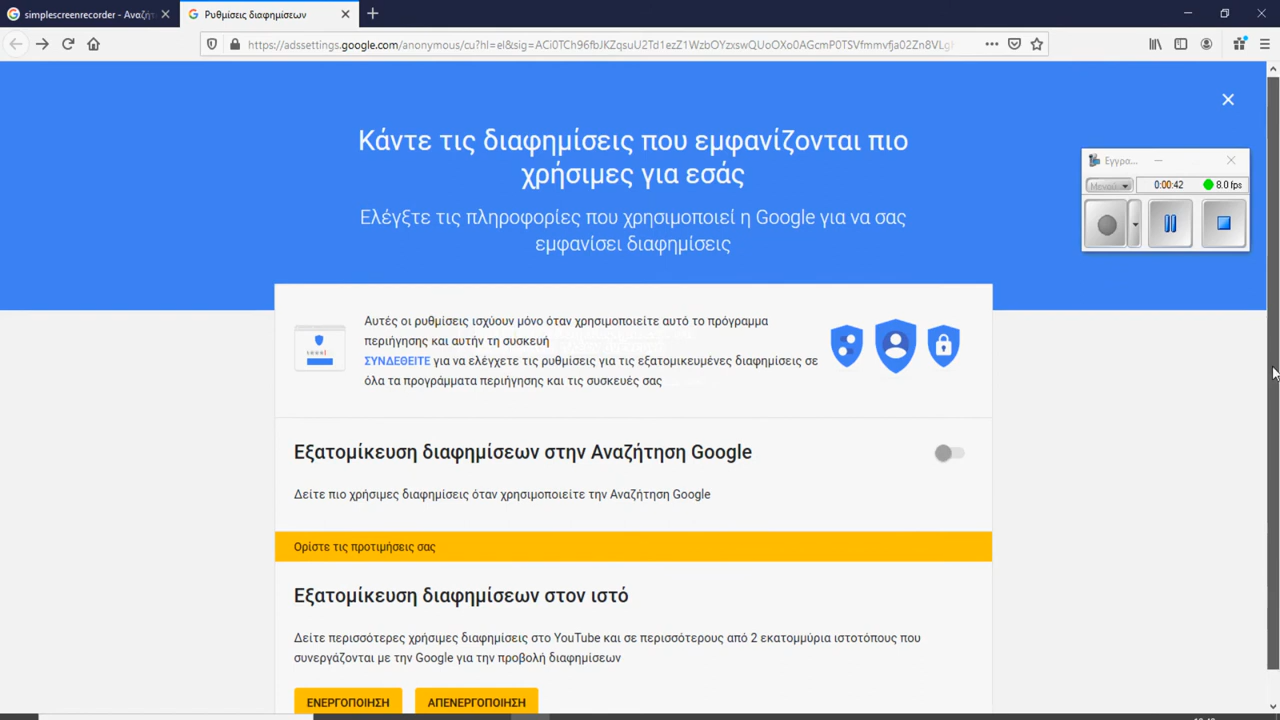 simplescreenrecorder - Αναζήτ
Ρυθμίσεις διαφημίσεων
https://adssettings.google.com/anonymous/cu?hl=el&sig=ACi0TCh96fbJKZqsuU2Td1ezZ1WzbOYzxswQUoOXo0AGcmP0TSVfmmvfja02Zn8VLg
Κάντε τις διαφημίσεις που εμφανίζονται πιο
χρήσιμες για εσάς
Ελέγξτε τις πληροφορίες που χρησιμοποιεί η Google για να σας
εμφανίσει διαφημίσεις
Εγγρα...
Μενού
0:00:42
8.0 fps
Αυτές οι ρυθμίσεις ισχύουν μόνο όταν χρησιμοποιείτε αυτό το πρόγραμμα
περιήγησης και αυτήν τη συσκευή
ΣΥΝΔΕΘΕΙΤΕ για να ελέγχετε τις ρυθμίσεις για τις εξατομικευμένες διαφημίσεις σε
όλα τα προγράμματα περιήγησης και τις συσκευές σας
Εξατομίκευση διαφημίσεων στην Αναζήτηση Google
Δείτε πιο χρήσιμες διαφημίσεις όταν χρησιμοποιείτε την Αναζήτηση Google
Ορίστε τις προτιμήσεις σας
Εξατομίκευση διαφημίσεων στον ιστό
Δείτε περισσότερες χρήσιμες διαφημίσεις στο YouTube και σε περισσότερους από 2 εκατομμύρια ιστοτόπους που
συνεργάζονται με την Google για την προβολή διαφημίσεων
ΕΝΕΡΓΟΠΟΙΗΣΗ
ΑΠΕΝΕΡΓΟΠΟΙΗΣΗ